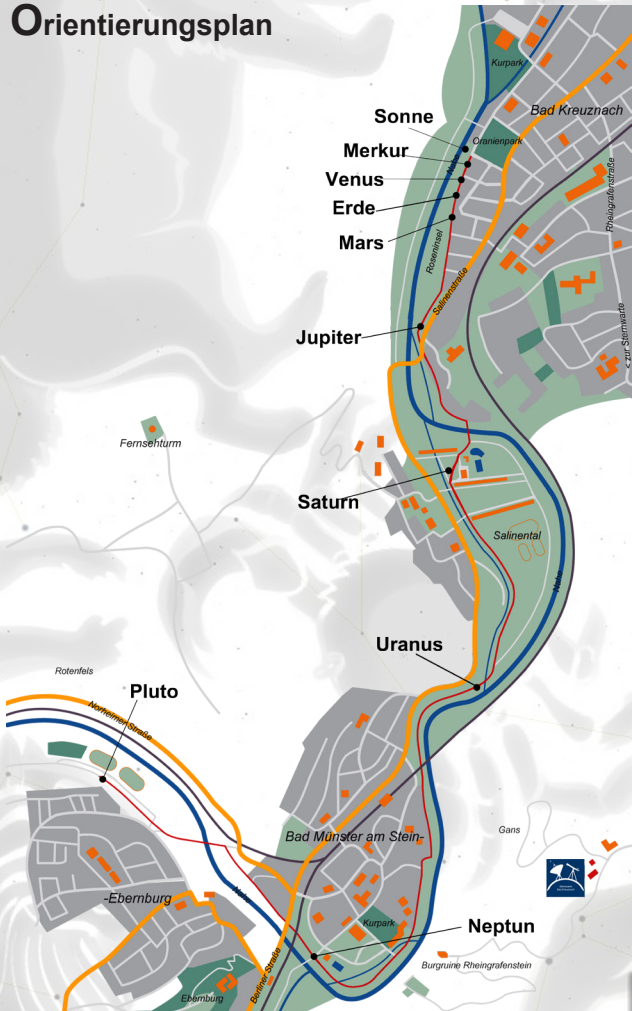 Orientierungsplan
Kurpark
Bad Kreuznach
Sonne
Oranienpark
Merkur
Nahe
Venus
Rheingrafenstraße
Erde
Mars
Roseninsel
Salinenstraße
Jupiter
< zur Sternwarte
Fernsehturm
Saturn
Salinental
Nahe
Uranus
Rotenfels
Pluto
Norheimer Straße
Gans
Bad Münster am Stein-
-Ebernburg
Nahe
Kurpark
Neptun
Burgruine Rheingrafenstein
Berliner Straße
Ebernburg